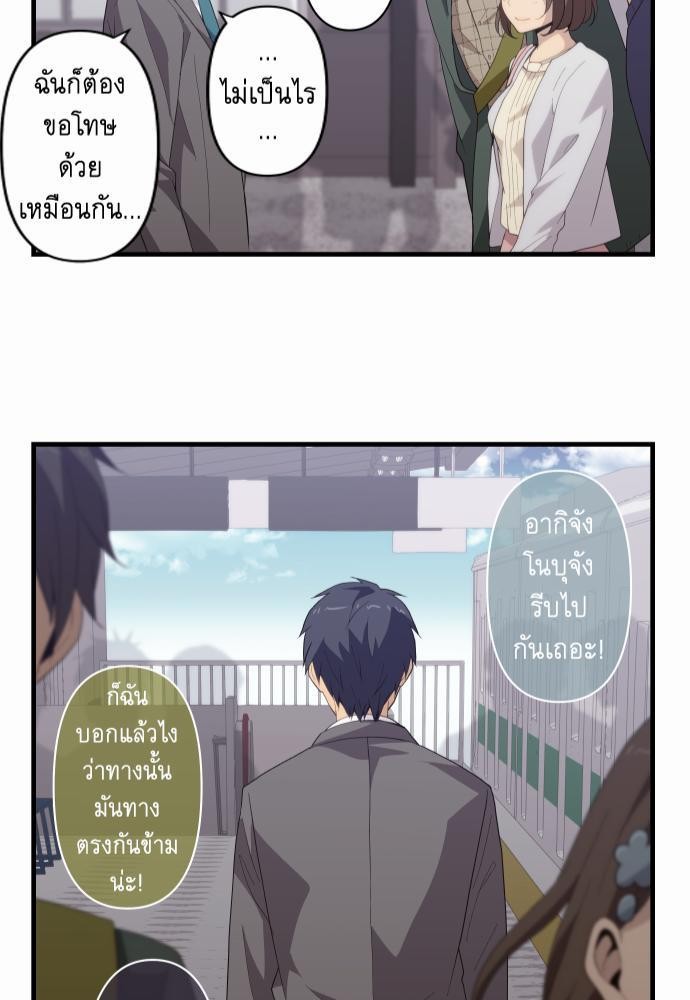 ...
ไม่เป็นไร
...
ฉันก็ต้อง
ขอโทษ
ด้วย
เหมือนกัน...
อากิจัง
โนบุจัง
รีบไป
กันเถอะ!
ก็ฉัน
บอกแล้วไง
ว่าทางนั้น
มันทาง
ตรงกันข้าม
น่ะ!